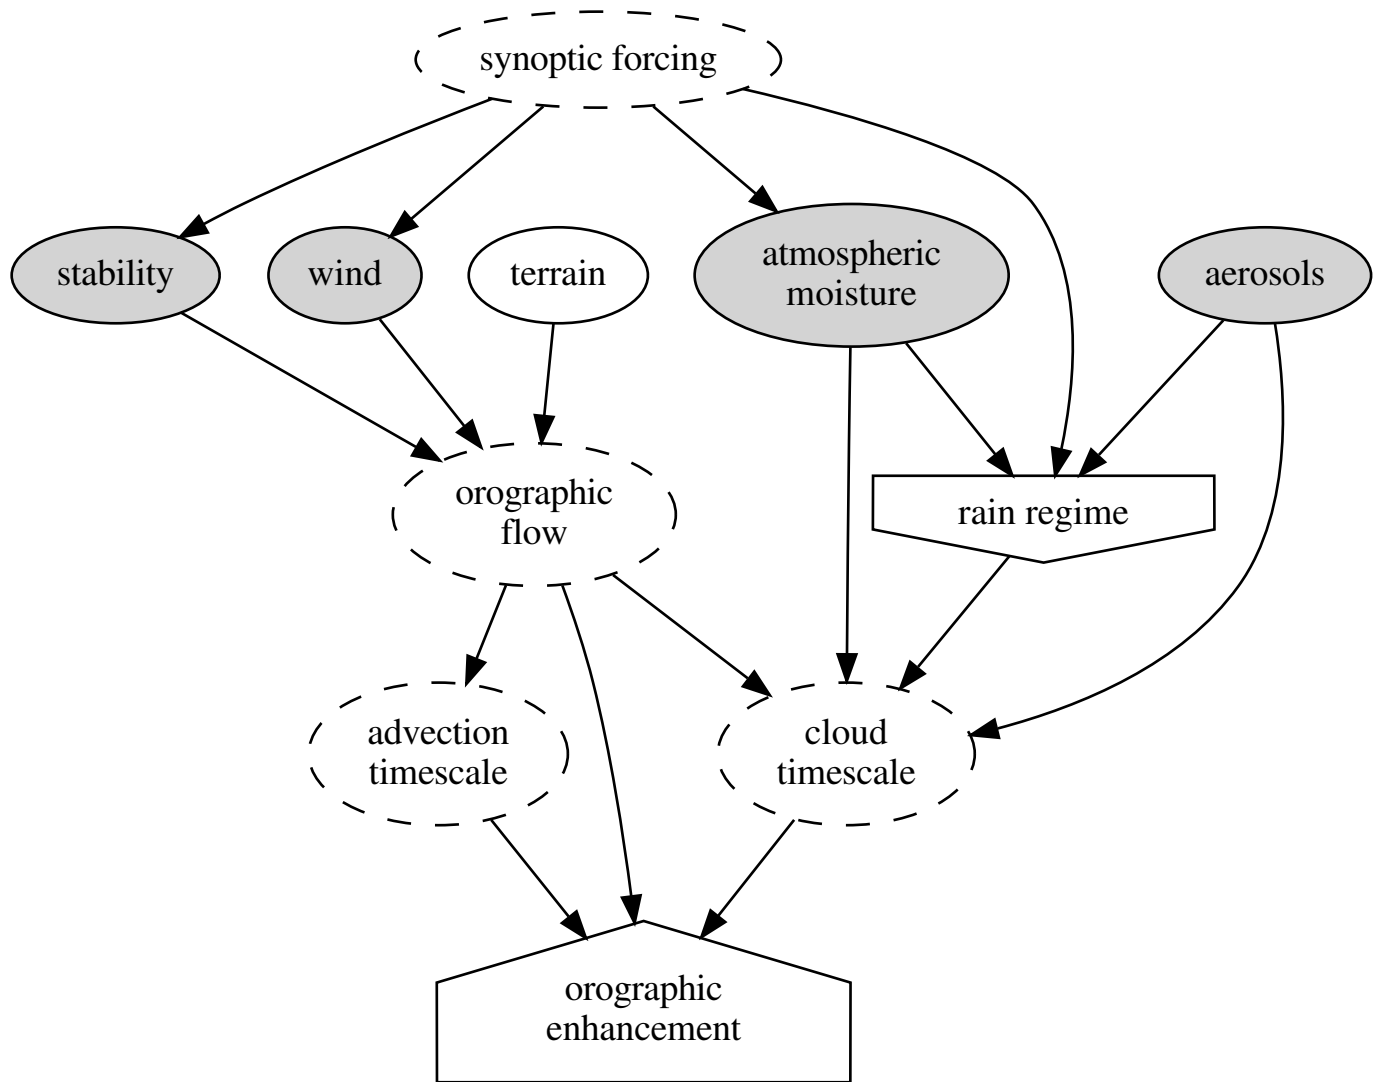 synoptic forcing
stability
wind
terrain
atmospheric
moisture
aerosols
orographic
flow
rain regime
advection
timescale
cloud
timescale
orographic
enhancement